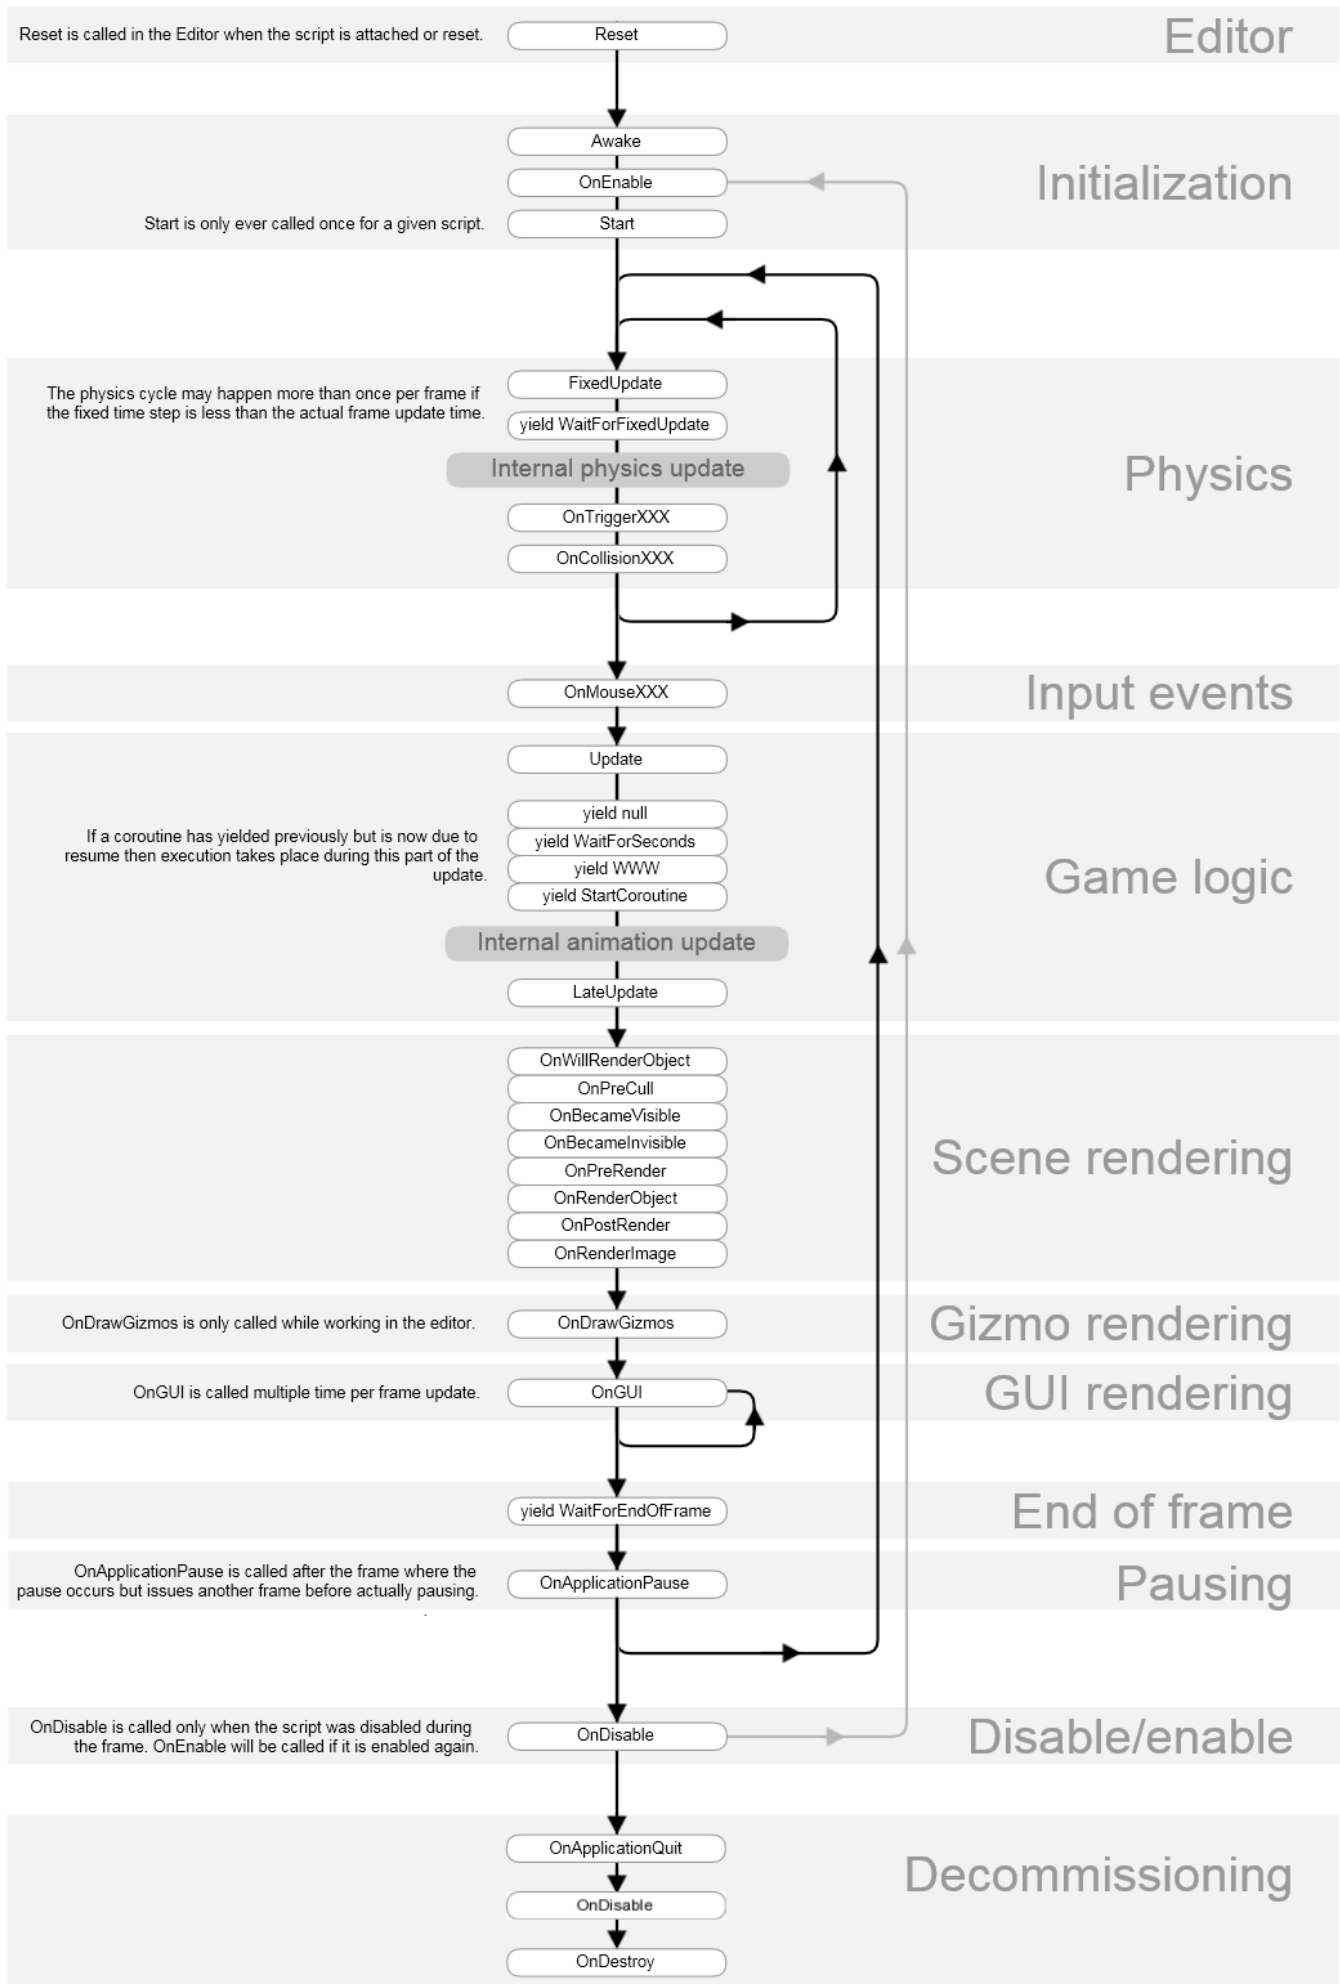 Reset is called in the Editor when the script is attached or reset.
Reset
Editor
Awake
OnEnable
Initialization
Start is only ever called once for a given script.
Start
The physics cycle may happen more than once per frame if
the fixed time step is less than the actual frame update time.
FixedUpdate
yield WaitForFixedUpdate
Internal physics update
Physics
OnTriggerXXX
OnCollisionXXX
OnMouseXXX
Input events
Update
yield null
If a coroutine has yielded previously but is now due to
resume then execution takes place during this part of the
update.
yield WaitForSeconds
yield WWW
yield StartCoroutine
Game logic
Internal animation update
LateUpdate
OnWillRenderObject
OnPreCull
OnBecameVisible
OnBecameInvisible
OnPreRender
OnRenderObject
OnPostRender
OnRenderImage
Scene rendering
OnDrawGizmos is only called while working in the editor.
OnDrawGizmos
Gizmo rendering
OnGUI is called multiple time per frame update.
OnGUI
GUI rendering
yield WaitForEndOfFrame
End of frame
OnApplicationPause is called after the frame where the
pause occurs but issues another frame before actually pausing.
.
OnApplicationPause
Pausing
OnDisable is called only when the script was disabled during
the frame. OnEnable will be called if it is enabled again.
OnDisable
Disable/enable
OnApplicationQuit
Decommissioning
OnDisable
OnDestroy